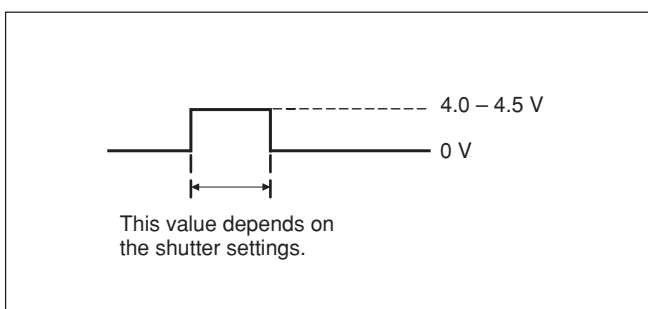 4.0 – 4.5 V
0 V
This value depends on
the shutter settings.